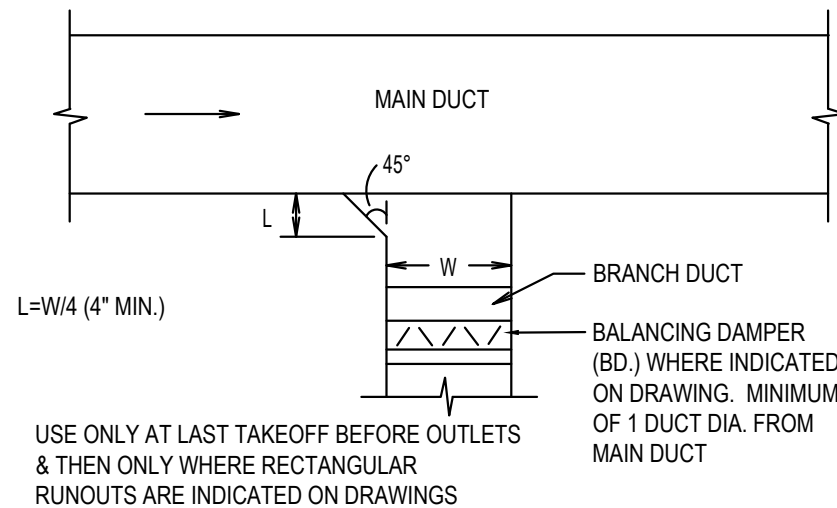 MAIN DUCT
45°
L
W
BRANCH DUCT
L=W/4 (4" MIN.)
BALANCING DAMPER
(BD.) WHERE INDICATED
ON DRAWING. MINIMUM
OF 1 DUCT DIA. FROM
MAIN DUCT
USE ONLY AT LAST TAKEOFF BEFORE OUTLETS
& THEN ONLY WHERE RECTANGULAR
RUNOUTS ARE INDICATED ON DRAWINGS